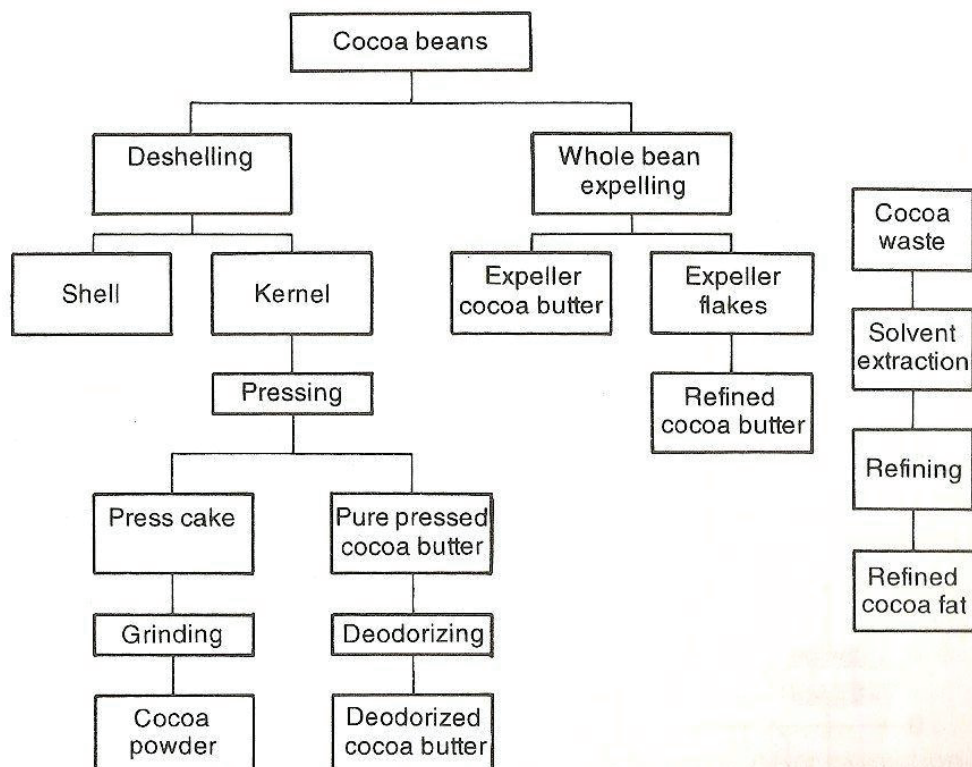 Cocoa beans
Deshelling
Whole bean
expelling
Cocoa
waste
Shell
Kernel
Expeller
cocoa butter
Expeller
flakes
Solvent
extraction
Pressing
Refined
cocoa butter
Refining
Press cake
Pure pressed
cocoa butter
Refined
cocoa fat
Grinding
Deodorizing
Cocoa
powder
Deodorized
cocoa butter